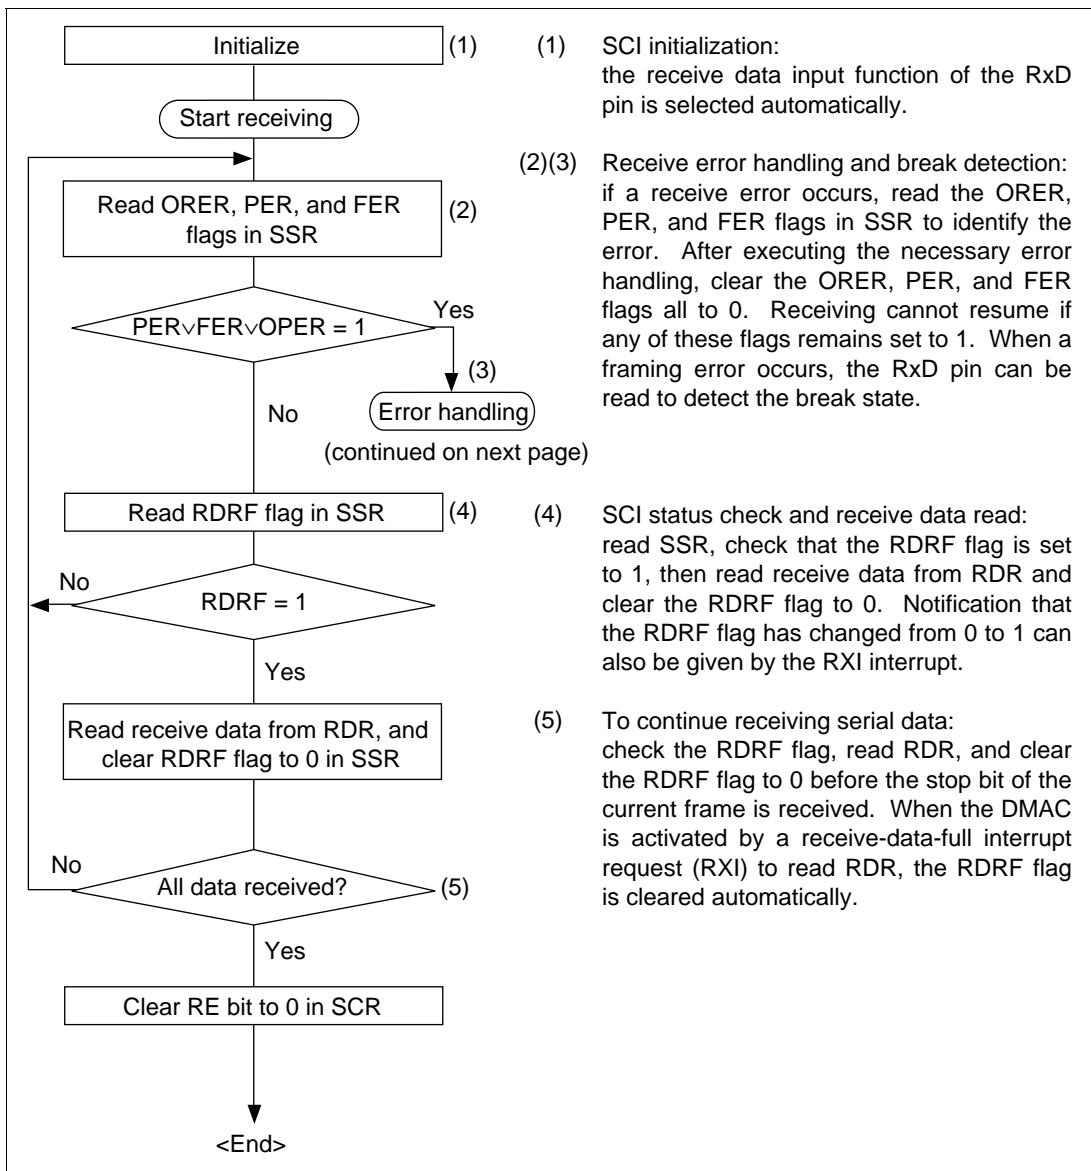 Initialize
(1)
Start receiving
Read ORER, PER, and FER
flags in SSR
(2)
PER∨FER∨OPER = 1
Yes
(3)
Error handling
(continued on next page)
No
Read RDRF flag in SSR
(4)
No
RDRF = 1
Yes
Read receive data from RDR, and
clear RDRF flag to 0 in SSR
No
All data received?
(5)
Yes
Clear RE bit to 0 in SCR
<End>
(1) SCI initialization:
the receive data input function of the RxD
pin is selected automatically.
(2)(3) Receive error handling and break detection:
if a receive error occurs, read the ORER,
PER, and FER flags in SSR to identify the
error. After executing the necessary error
handling, clear the ORER, PER, and FER
flags all to 0. Receiving cannot resume if
any of these flags remains set to 1. When a
framing error occurs, the RxD pin can be
read to detect the break state.
(4) SCI status check and receive data read:
read SSR, check that the RDRF flag is set
to 1, then read receive data from RDR and
clear the RDRF flag to 0. Notification that
the RDRF flag has changed from 0 to 1 can
also be given by the RXI interrupt.
(5) To continue receiving serial data:
check the RDRF flag, read RDR, and clear
the RDRF flag to 0 before the stop bit of the
current frame is received. When the DMAC
is activated by a receive-data-full interrupt
request (RXI) to read RDR, the RDRF flag
is cleared automatically.